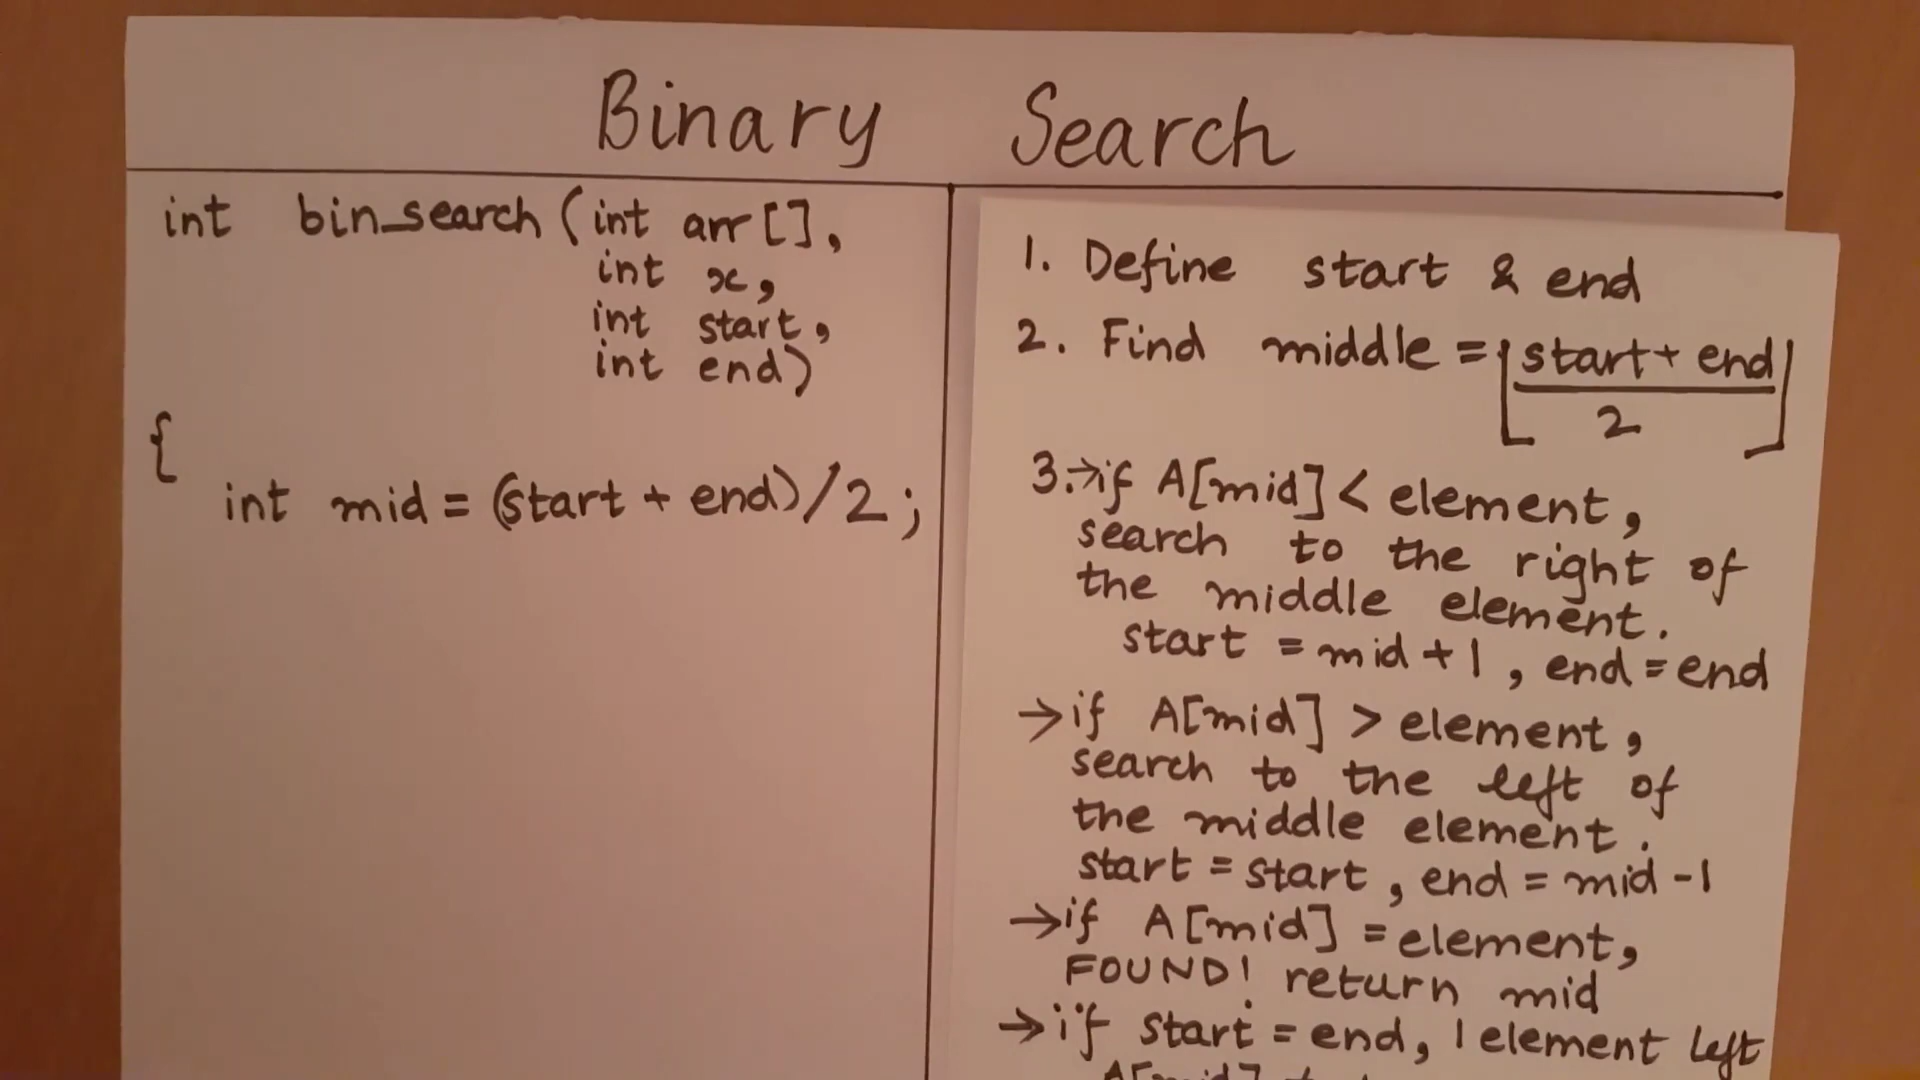 Binary Search
int bin_search (int arr [],
int x,
int start,
int end)
{
int mid = (start + end)/2;
1. Define start & end
2. Find middle = ⌊start + end / 2⌋
3.→if A[mid] < element,
search to the right of
the middle element.
start = mid + 1, end = end
→if A[mid] > element,
search to the left of
the middle element.
start = start, end = mid - 1
→if A[mid] = element,
FOUND! return mid
→if start = end, 1 element left
A[mid]